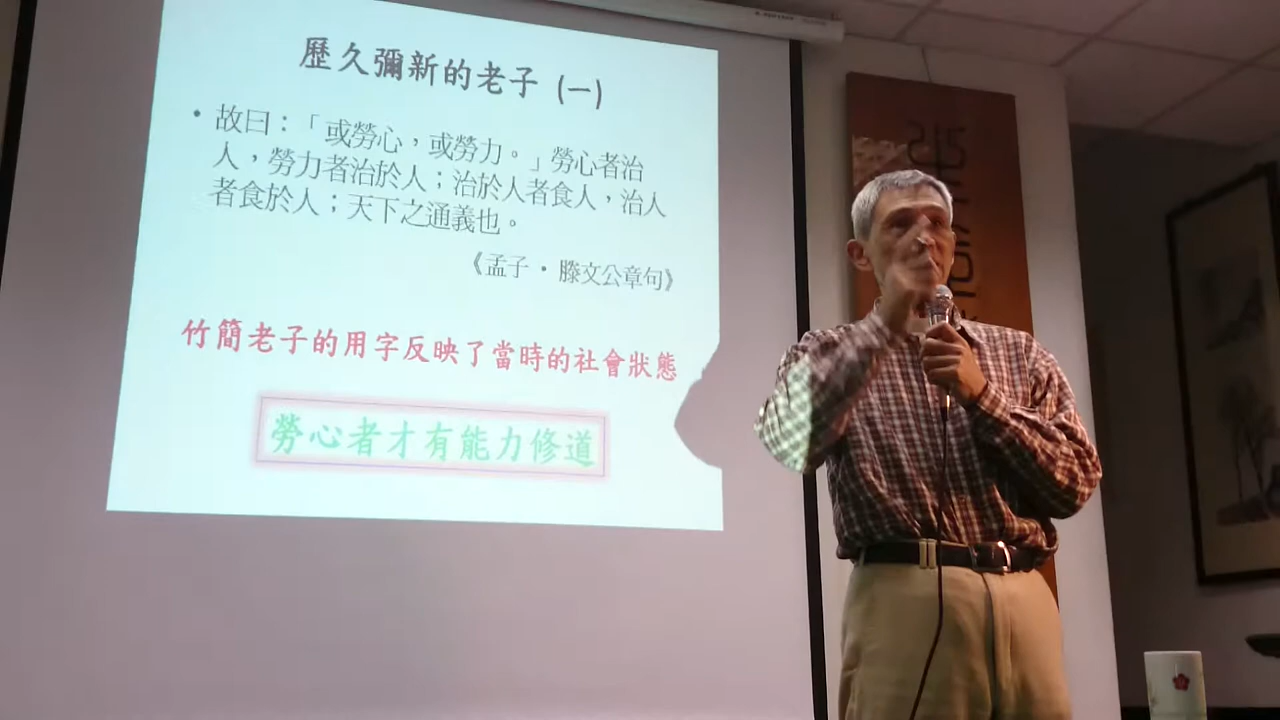 歷久彌新的老子 (一)
• 故曰：「或勞心，或勞力。」勞心者治
人，勞力者治於人；治於人者食人，治人
者食於人；天下之通義也。
《孟子 • 滕文公章句》
竹簡老子的用字反映了當時的社會狀態
勞心者才有能力修道